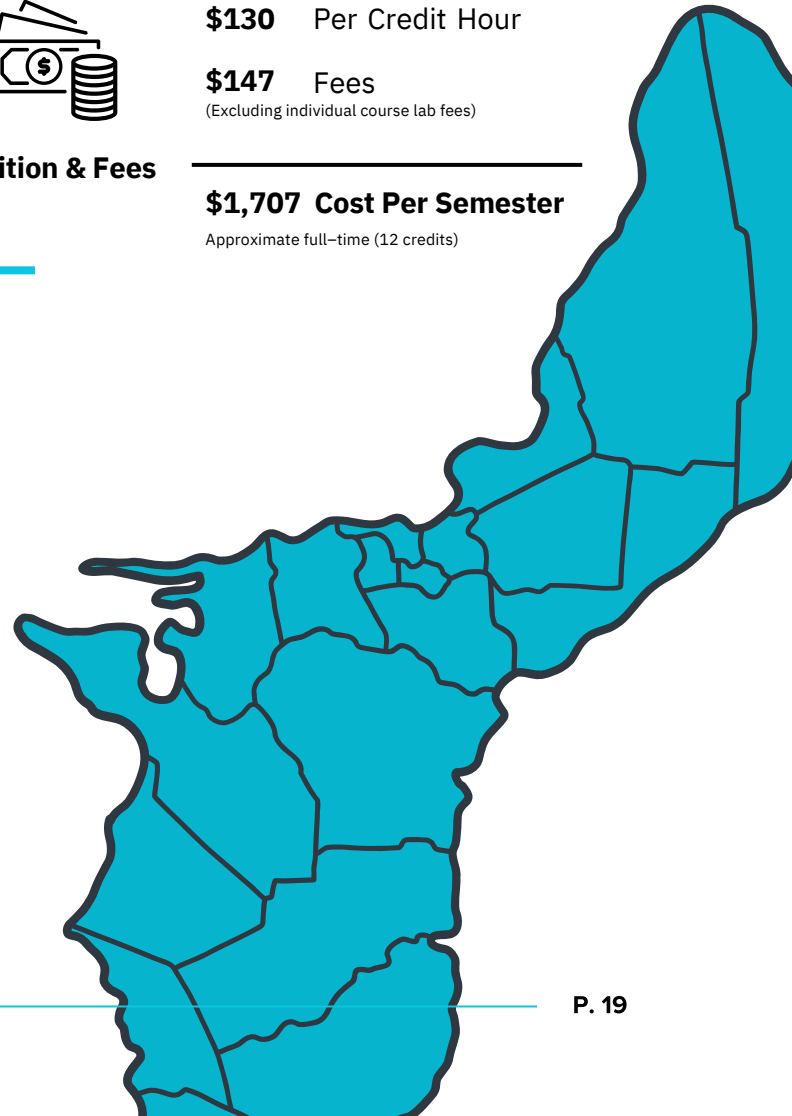 $130 Per Credit Hour
$147 Fees
(Excluding individual course lab fees)
ition & Fees
$1,707 Cost Per Semester
Approximate full–time (12 credits)
P. 19